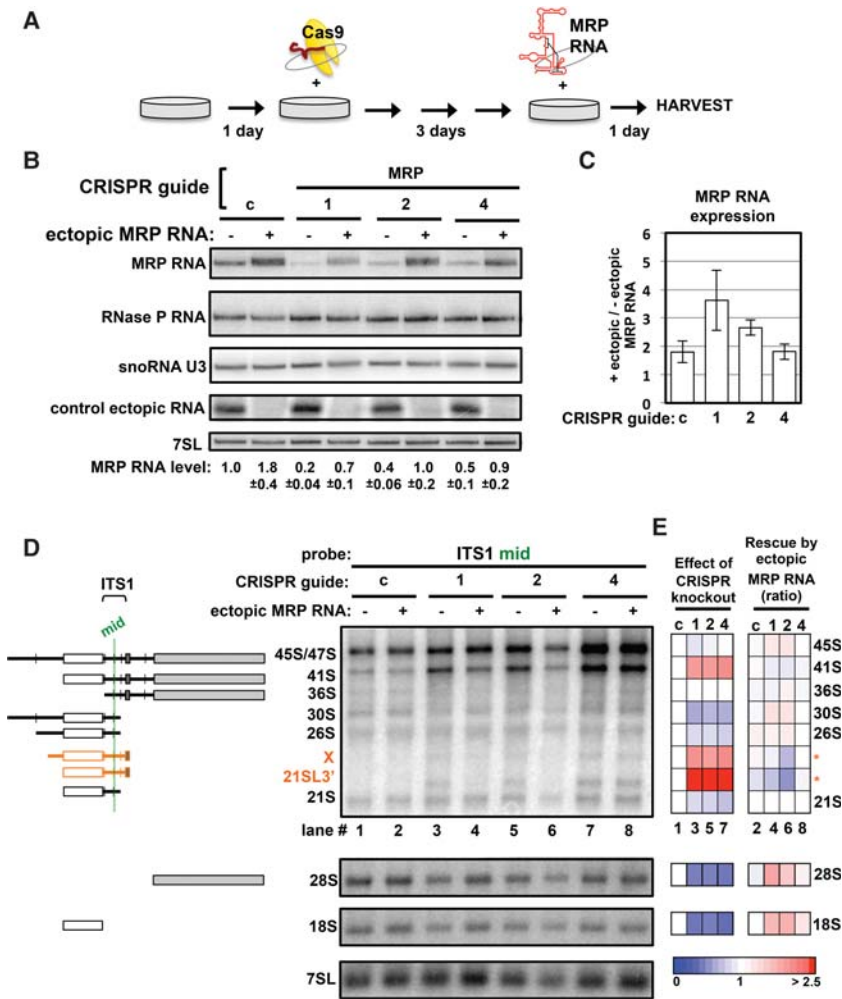 A
Cas9
+
MRP
RNA
+
1 day
3 days
1 day
HARVEST
B
CRISPR guide
MRP
c 1 2 4
ectopic MRP RNA: - + - + - + - +
MRP RNA
RNase P RNA
snoRNA U3
control ectopic RNA
7SL
MRP RNA level: 1.0 1.8 0.2 0.7 0.4 1.0 0.5 0.9
±0.4 ±0.04 ±0.1 ±0.06 ±0.2 ±0.1 ±0.2
C
MRP RNA
expression
+ ectopic / - ectopic
MRP RNA
6
5
4
3
2
1
0
CRISPR guide: c 1 2 4
D
ITS1
mid
probe: ITS1 mid
CRISPR guide: c 1 2 4
ectopic MRP RNA: - + - + - + - +
45S/47S
41S
36S
30S
26S
X
21SL3'
21S
lane # 1 2 3 4 5 6 7 8
28S
18S
7SL
E
Effect of
CRISPR
knockout
Rescue by
ectopic
MRP RNA
(ratio)
c 1 2 4 c 1 2 4
45S
41S
36S
30S
26S
*
*
21S
1 3 5 7 2 4 6 8
28S
18S
0 1 > 2.5